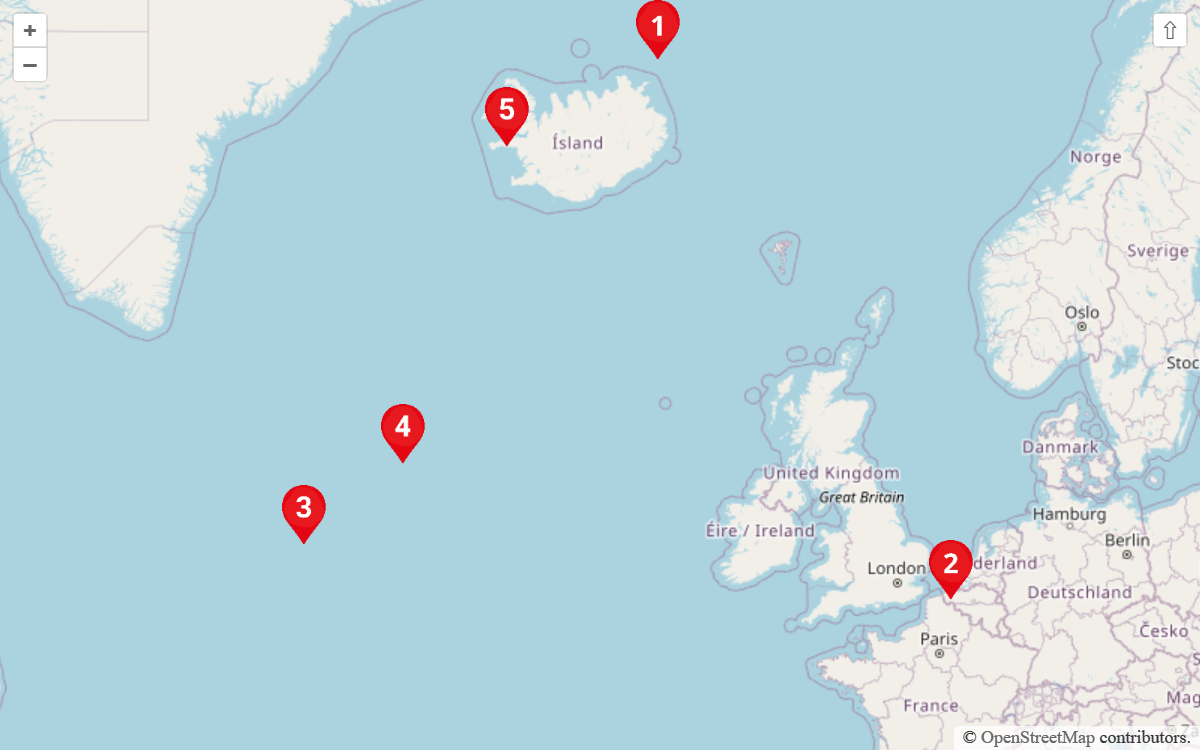 +
1
⇧
−
5
Ísland
Norge
Sverige
Oslo
Stoc
4
Danmark
United Kingdom
Great Britain
3
Hamburg
Éire / Ireland
Berlin
2
London
derland
Deutschland
Česko
Paris
Mag
France
© OpenStreetMap contributors.